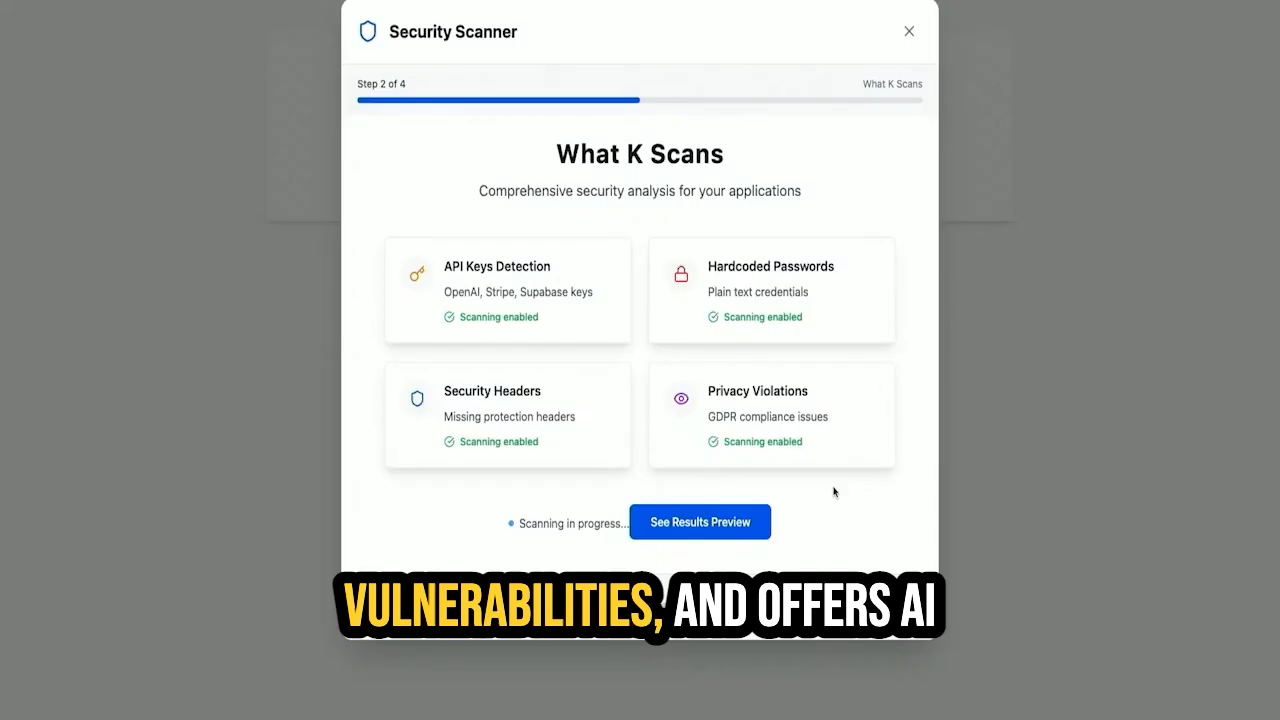 Security Scanner
Step 2 of 4
What K Scans
What K Scans
Comprehensive security analysis for your applications
API Keys Detection
OpenAI, Stripe, Supabase keys
Scanning enabled
Hardcoded Passwords
Plain text credentials
Scanning enabled
Security Headers
Missing protection headers
Scanning enabled
Privacy Violations
GDPR compliance issues
Scanning enabled
Scanning in progress...
See Results Preview
VULNERABILITIES, AND OFFERS AI